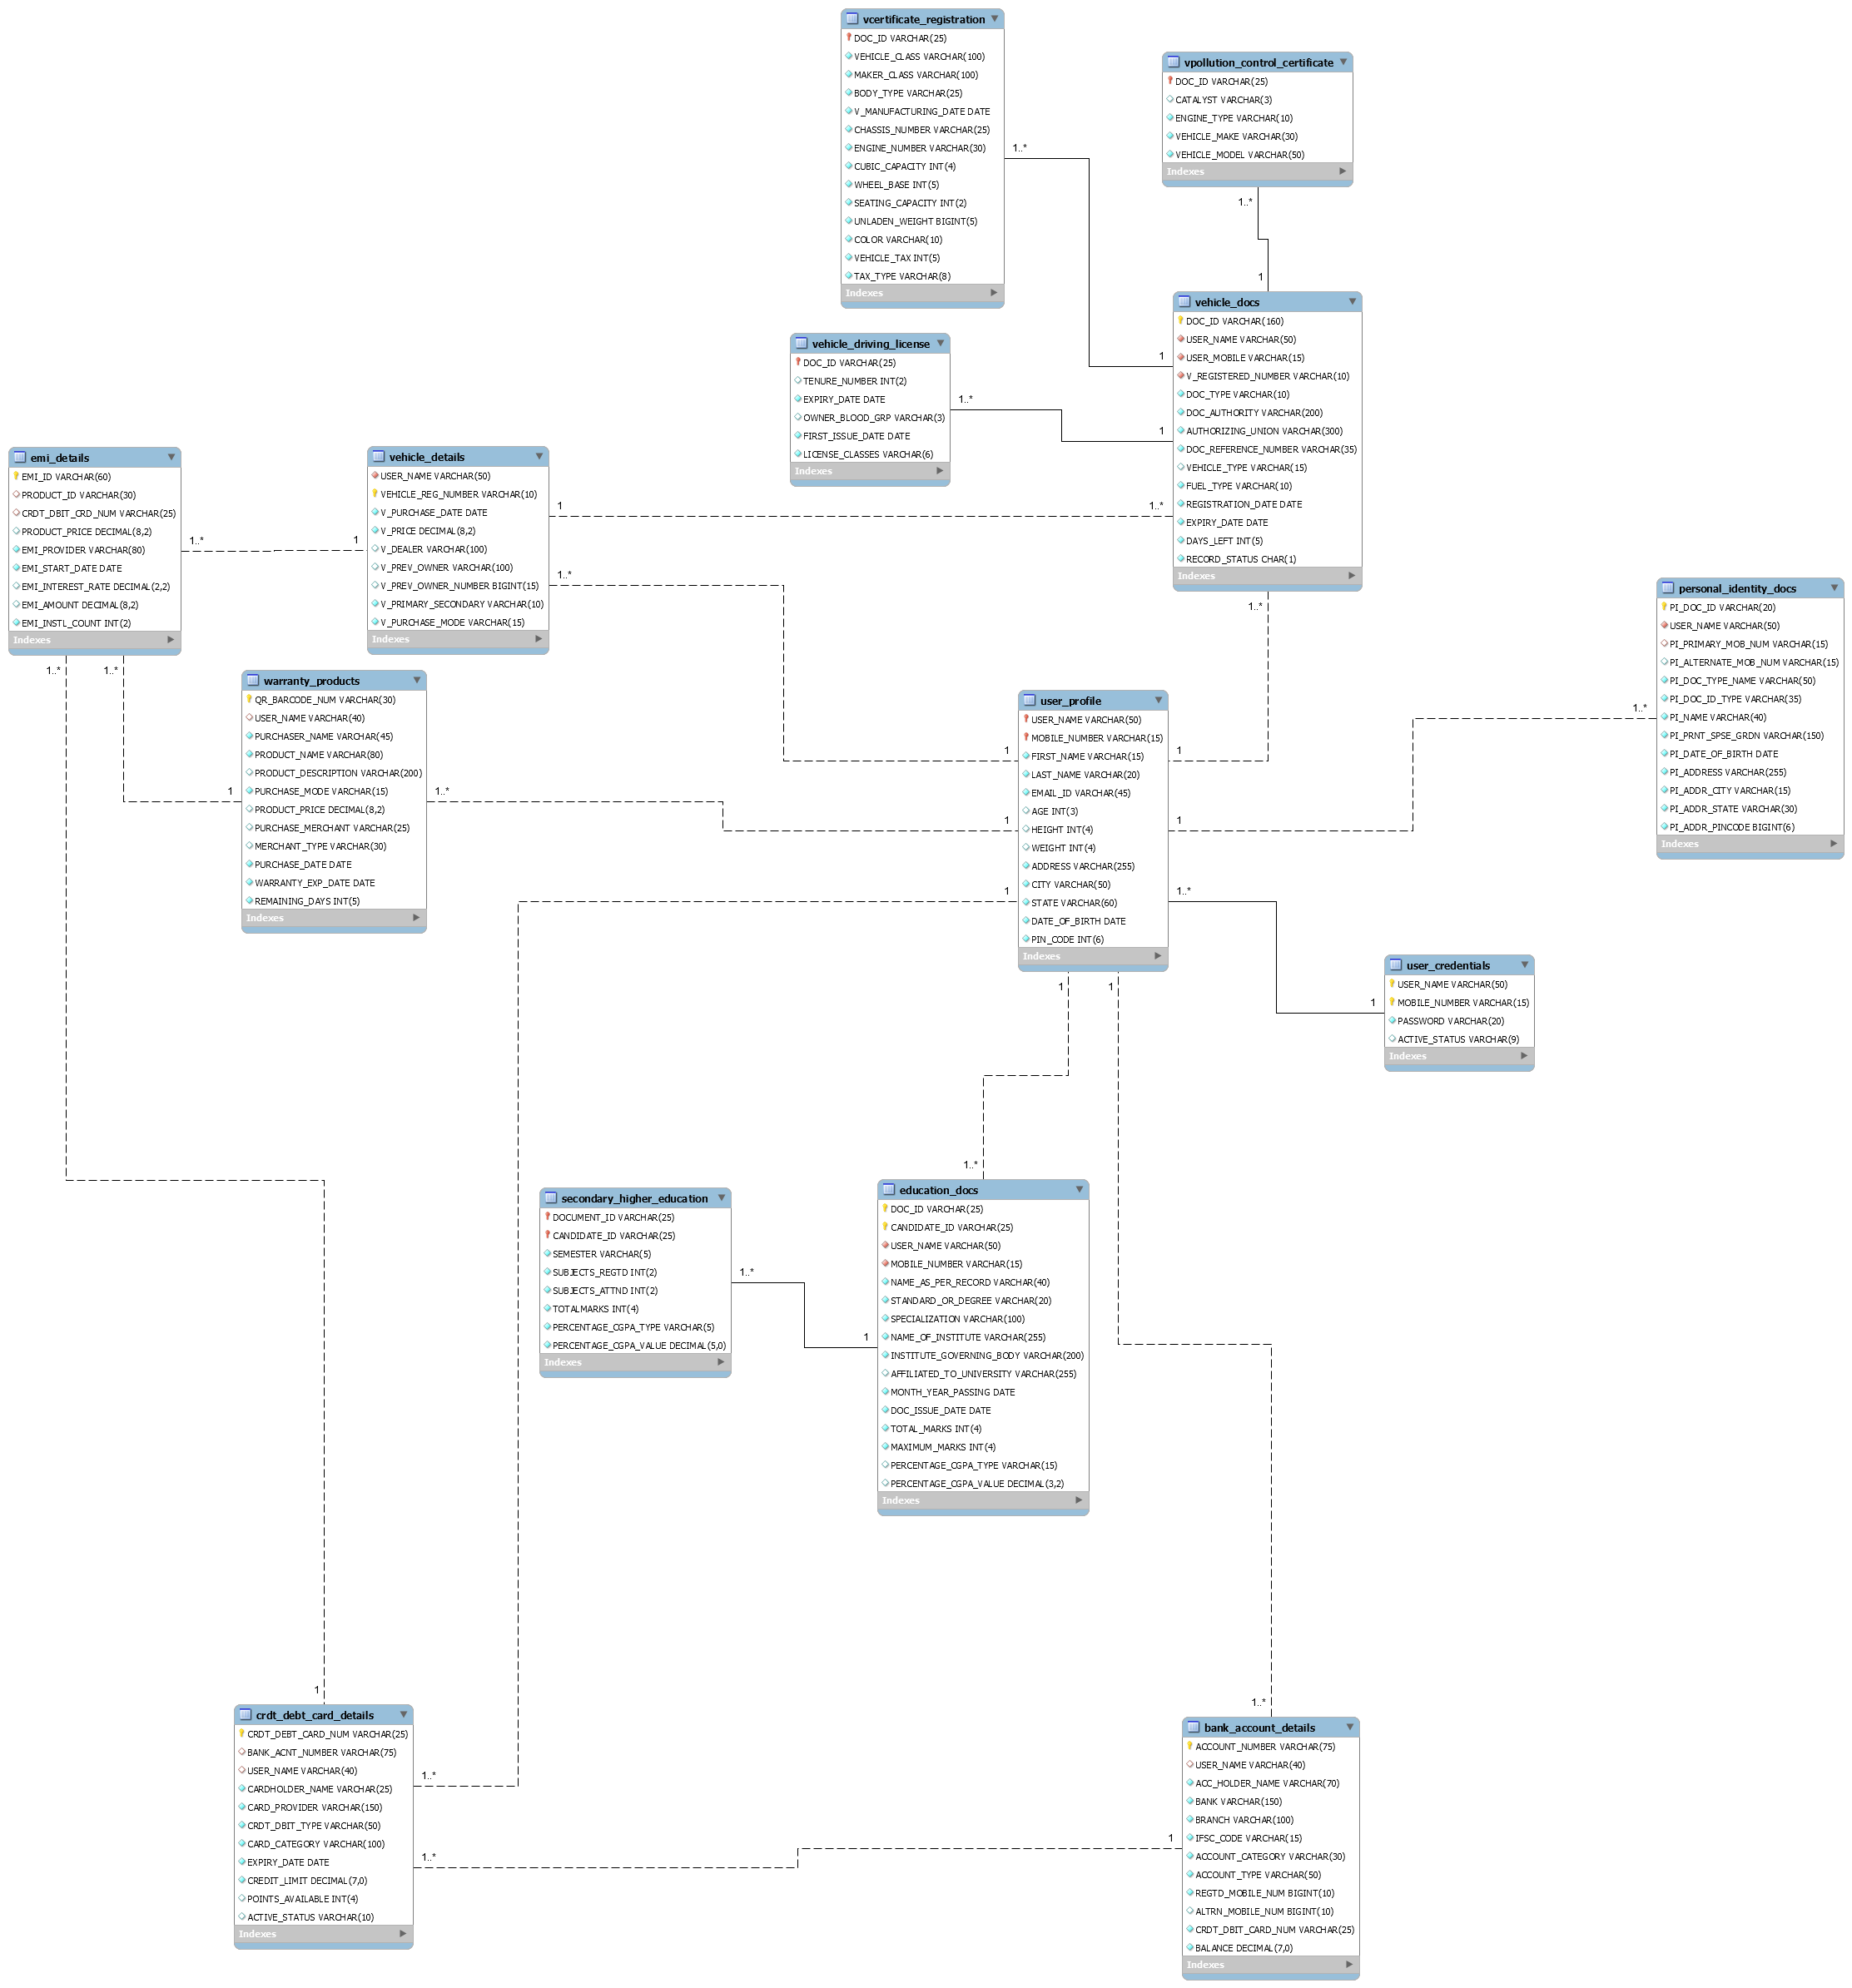 vcertificate_registration
DOC_ID VARCHAR(25)
VEHICLE_CLASS VARCHAR(100)
MAKER_CLASS VARCHAR(100)
BODY_TYPE VARCHAR(25)
V_MANUFACTURING_DATE DATE
CHASSIS_NUMBER VARCHAR(25)
ENGINE_NUMBER VARCHAR(30)
CUBIC_CAPACITY INT(4)
WHEEL_BASE INT(5)
SEATING_CAPACITY INT(2)
UNLADEN_WEIGHT BIGINT(5)
COLOR VARCHAR(10)
VEHICLE_TAX INT(5)
TAX_TYPE VARCHAR(8)
Indexes
1..*
1
vpollution_control_certificate
DOC_ID VARCHAR(25)
CATALYST VARCHAR(3)
ENGINE_TYPE VARCHAR(10)
VEHICLE_MAKE VARCHAR(30)
VEHICLE_MODEL VARCHAR(50)
Indexes
1..*
1
vehicle_docs
DOC_ID VARCHAR(160)
USER_NAME VARCHAR(50)
USER_MOBILE VARCHAR(15)
V_REGISTERED_NUMBER VARCHAR(10)
DOC_TYPE VARCHAR(10)
DOC_AUTHORITY VARCHAR(200)
AUTHORIZING_UNION VARCHAR(300)
DOC_REFERENCE_NUMBER VARCHAR(35)
VEHICLE_TYPE VARCHAR(15)
FUEL_TYPE VARCHAR(10)
REGISTRATION_DATE DATE
EXPIRY_DATE DATE
DAYS_LEFT INT(5)
RECORD_STATUS CHAR(1)
Indexes
1..*
1
vehicle_driving_license
DOC_ID VARCHAR(25)
TENURE_NUMBER INT(2)
EXPIRY_DATE DATE
OWNER_BLOOD_GRP VARCHAR(3)
FIRST_ISSUE_DATE DATE
LICENSE_CLASSES VARCHAR(6)
Indexes
1..*
1
emi_details
EMI_ID VARCHAR(60)
PRODUCT_ID VARCHAR(30)
CRDT_DBIT_CRD_NUM VARCHAR(25)
PRODUCT_PRICE DECIMAL(8,2)
EMI_PROVIDER VARCHAR(80)
EMI_START_DATE DATE
EMI_INTEREST_RATE DECIMAL(2,2)
EMI_AMOUNT DECIMAL(8,2)
EMI_INSTL_COUNT INT(2)
Indexes
1..*
1
1..*
1..*
vehicle_details
USER_NAME VARCHAR(50)
VEHICLE_REG_NUMBER VARCHAR(10)
V_PURCHASE_DATE DATE
V_PRICE DECIMAL(8,2)
V_DEALER VARCHAR(100)
V_PREV_OWNER VARCHAR(100)
V_PREV_OWNER_NUMBER BIGINT(15)
V_PRIMARY_SECONDARY VARCHAR(10)
V_PURCHASE_MODE VARCHAR(15)
Indexes
1
1..*
1..*
1
warranty_products
QR_BARCODE_NUM VARCHAR(30)
USER_NAME VARCHAR(40)
PURCHASER_NAME VARCHAR(45)
PRODUCT_NAME VARCHAR(80)
PRODUCT_DESCRIPTION VARCHAR(200)
PURCHASE_MODE VARCHAR(15)
PRODUCT_PRICE DECIMAL(8,2)
PURCHASE_MERCHANT VARCHAR(25)
MERCHANT_TYPE VARCHAR(30)
PURCHASE_DATE DATE
WARRANTY_EXP_DATE DATE
REMAINING_DAYS INT(5)
Indexes
1
1..*
1
user_profile
USER_NAME VARCHAR(50)
MOBILE_NUMBER VARCHAR(15)
FIRST_NAME VARCHAR(15)
LAST_NAME VARCHAR(20)
EMAIL_ID VARCHAR(45)
AGE INT(3)
HEIGHT INT(4)
WEIGHT INT(4)
ADDRESS VARCHAR(255)
CITY VARCHAR(50)
STATE VARCHAR(60)
DATE_OF_BIRTH DATE
PIN_CODE INT(6)
Indexes
1
1
1
1..*
1
1
personal_identity_docs
PI_DOC_ID VARCHAR(20)
USER_NAME VARCHAR(50)
PI_PRIMARY_MOB_NUM VARCHAR(15)
PI_ALTERNATE_MOB_NUM VARCHAR(15)
PI_DOC_TYPE_NAME VARCHAR(50)
PI_DOC_ID_TYPE VARCHAR(35)
PI_NAME VARCHAR(40)
PI_PRNT_SPSE_GRDN VARCHAR(150)
PI_DATE_OF_BIRTH DATE
PI_ADDRESS VARCHAR(255)
PI_ADDR_CITY VARCHAR(15)
PI_ADDR_STATE VARCHAR(30)
PI_ADDR_PINCODE BIGINT(6)
Indexes
1..*
user_credentials
USER_NAME VARCHAR(50)
MOBILE_NUMBER VARCHAR(15)
PASSWORD VARCHAR(20)
ACTIVE_STATUS VARCHAR(9)
Indexes
1
secondary_higher_education
DOCUMENT_ID VARCHAR(25)
CANDIDATE_ID VARCHAR(25)
SEMESTER VARCHAR(5)
SUBJECTS_REGTD INT(2)
SUBJECTS_ATTND INT(2)
TOTALMARKS INT(4)
PERCENTAGE_CGPA_TYPE VARCHAR(5)
PERCENTAGE_CGPA_VALUE DECIMAL(5,0)
Indexes
1..*
1
1..*
education_docs
DOC_ID VARCHAR(25)
CANDIDATE_ID VARCHAR(25)
USER_NAME VARCHAR(50)
MOBILE_NUMBER VARCHAR(15)
NAME_AS_PER_RECORD VARCHAR(40)
STANDARD_OR_DEGREE VARCHAR(20)
SPECIALIZATION VARCHAR(100)
NAME_OF_INSTITUTE VARCHAR(255)
INSTITUTE_GOVERNING_BODY VARCHAR(200)
AFFILIATED_TO_UNIVERSITY VARCHAR(255)
MONTH_YEAR_PASSING DATE
DOC_ISSUE_DATE DATE
TOTAL_MARKS INT(4)
MAXIMUM_MARKS INT(4)
PERCENTAGE_CGPA_TYPE VARCHAR(15)
PERCENTAGE_CGPA_VALUE DECIMAL(3,2)
Indexes
1
crdt_debt_card_details
CRDT_DEBT_CARD_NUM VARCHAR(25)
BANK_ACNT_NUMBER VARCHAR(75)
USER_NAME VARCHAR(40)
CARDHOLDER_NAME VARCHAR(25)
CARD_PROVIDER VARCHAR(150)
CRDT_DBIT_TYPE VARCHAR(50)
CARD_CATEGORY VARCHAR(100)
EXPIRY_DATE DATE
CREDIT_LIMIT DECIMAL(7,0)
POINTS_AVAILABLE INT(4)
ACTIVE_STATUS VARCHAR(10)
Indexes
1..*
1..*
1
1..*
bank_account_details
ACCOUNT_NUMBER VARCHAR(75)
USER_NAME VARCHAR(40)
ACC_HOLDER_NAME VARCHAR(70)
BANK VARCHAR(150)
BRANCH VARCHAR(100)
IFSC_CODE VARCHAR(15)
ACCOUNT_CATEGORY VARCHAR(30)
ACCOUNT_TYPE VARCHAR(50)
REGTD_MOBILE_NUM BIGINT(10)
ALTRN_MOBILE_NUM BIGINT(10)
CRDT_DBIT_CARD_NUM VARCHAR(25)
BALANCE DECIMAL(7,0)
Indexes